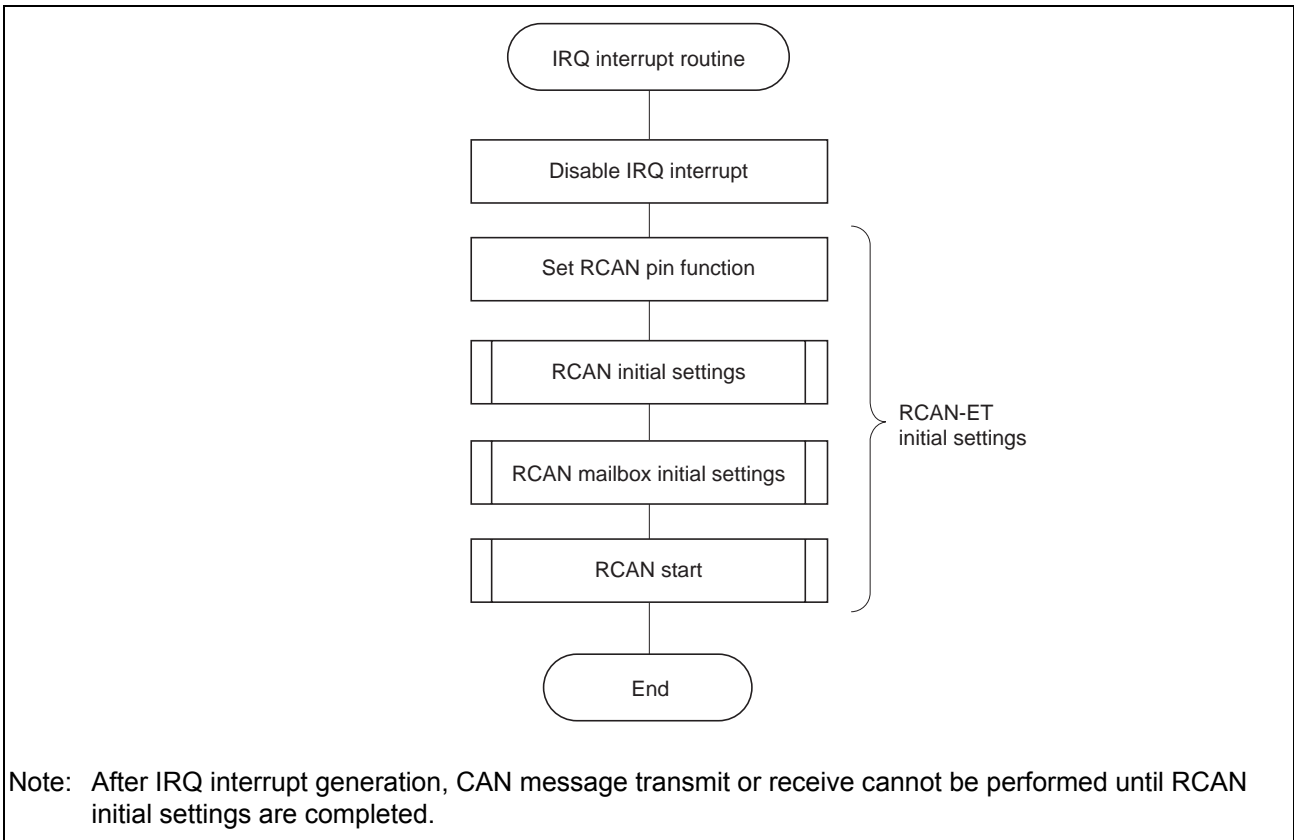 IRQ interrupt routine
Disable IRQ interrupt
Set RCAN pin function
RCAN initial settings
RCAN-ET
initial settings
RCAN mailbox initial settings
RCAN start
End
Note: After IRQ interrupt generation, CAN message transmit or receive cannot be performed until RCAN
initial settings are completed.